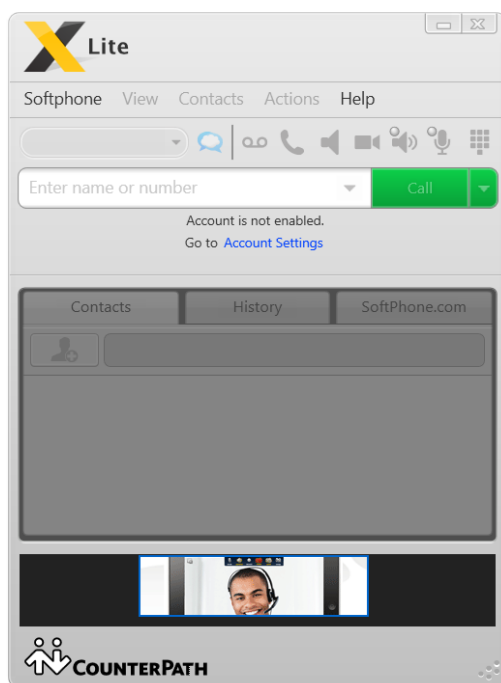 X Lite
Softphone View Contacts Actions Help
Enter name or number Call
Account is not enabled.
Go to Account Settings
Contacts History SoftPhone.com
COUNTERPATH